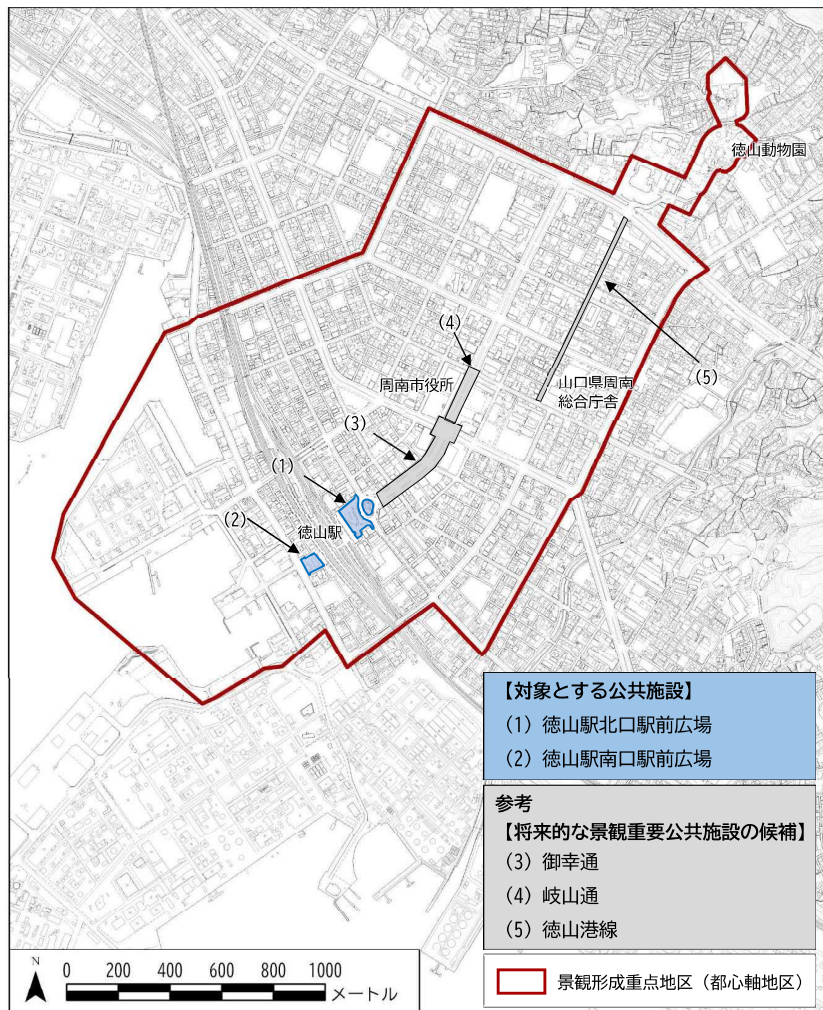 徳山動物園
(4)
周南市役所
山口県周南
総合庁舎
(5)
(3)
(1)
徳山駅
(2)
【対象とする公共施設】
(1) 徳山駅北口駅前広場
(2) 徳山駅南口駅前広場
参考
【将来的な景観重要公共施設の候補】
(3) 御幸通
(4) 岐山通
(5) 徳山港線
景観形成重点地区（都心軸地区）
N
0 200 400 600 800 1000
メートル